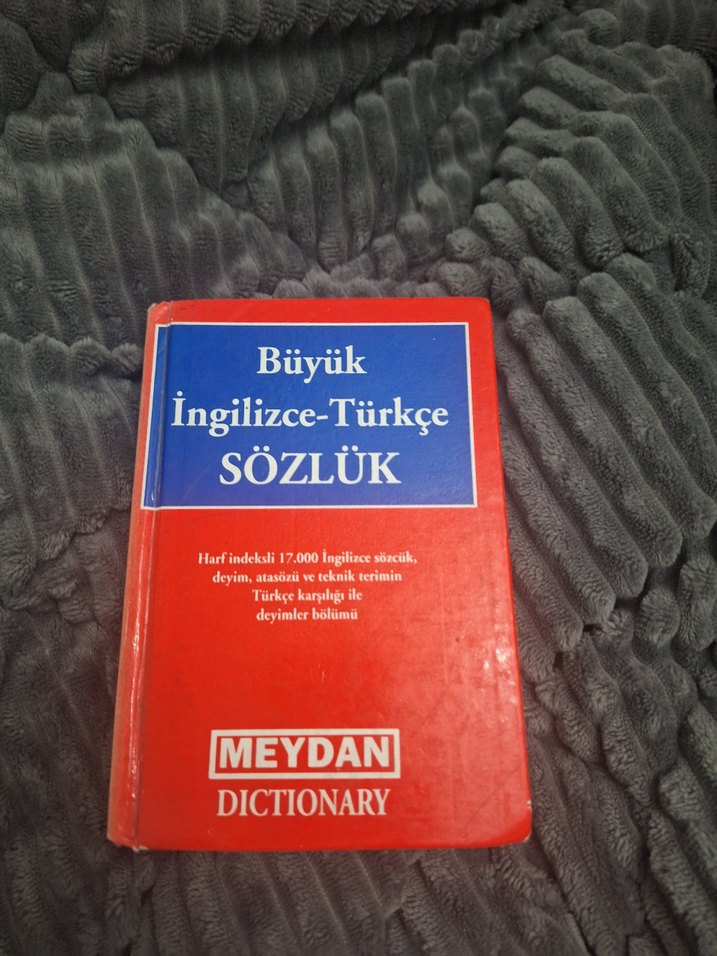 Büyük
İngilizce-Türkçe
SÖZLÜK
Harf indeksli 17.000 İngilizce sözcük,
deyim, atasözü ve teknik terimin
Türkçe karşılığı ile
deyimler bölümü
MEYDAN
DICTIONARY